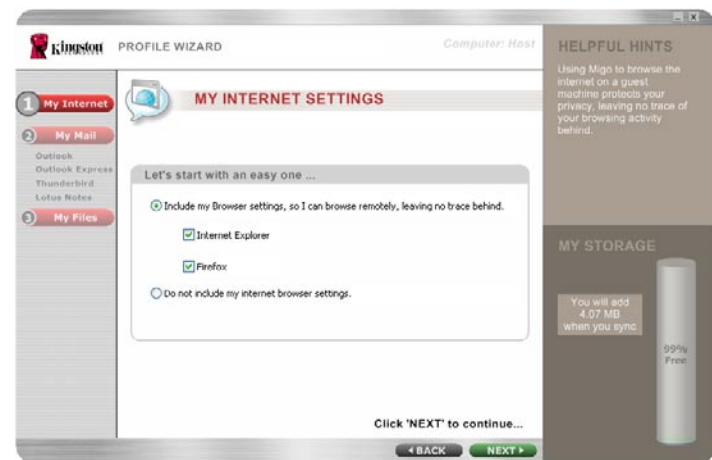 Kingston
TECHNOLOGY
PROFILE WIZARD
Computer: Host
1 My Internet
2 My Mail
Outlook
Outlook Express
Thunderbird
Lotus Notes
3 My Files
MY INTERNET SETTINGS
Let's start with an easy one ...
Include my Browser settings, so I can browse remotely, leaving no trace behind.
Internet Explorer
Firefox
Do not include my internet browser settings.
Click 'NEXT' to continue...
BACK
NEXT
HELPFUL HINTS
Using Migo to browse the
internet on a guest
machine protects your
privacy, leaving no trace of
your browsing activity
behind.
MY STORAGE
You will add
4.07 MB
when you sync
99%
Free